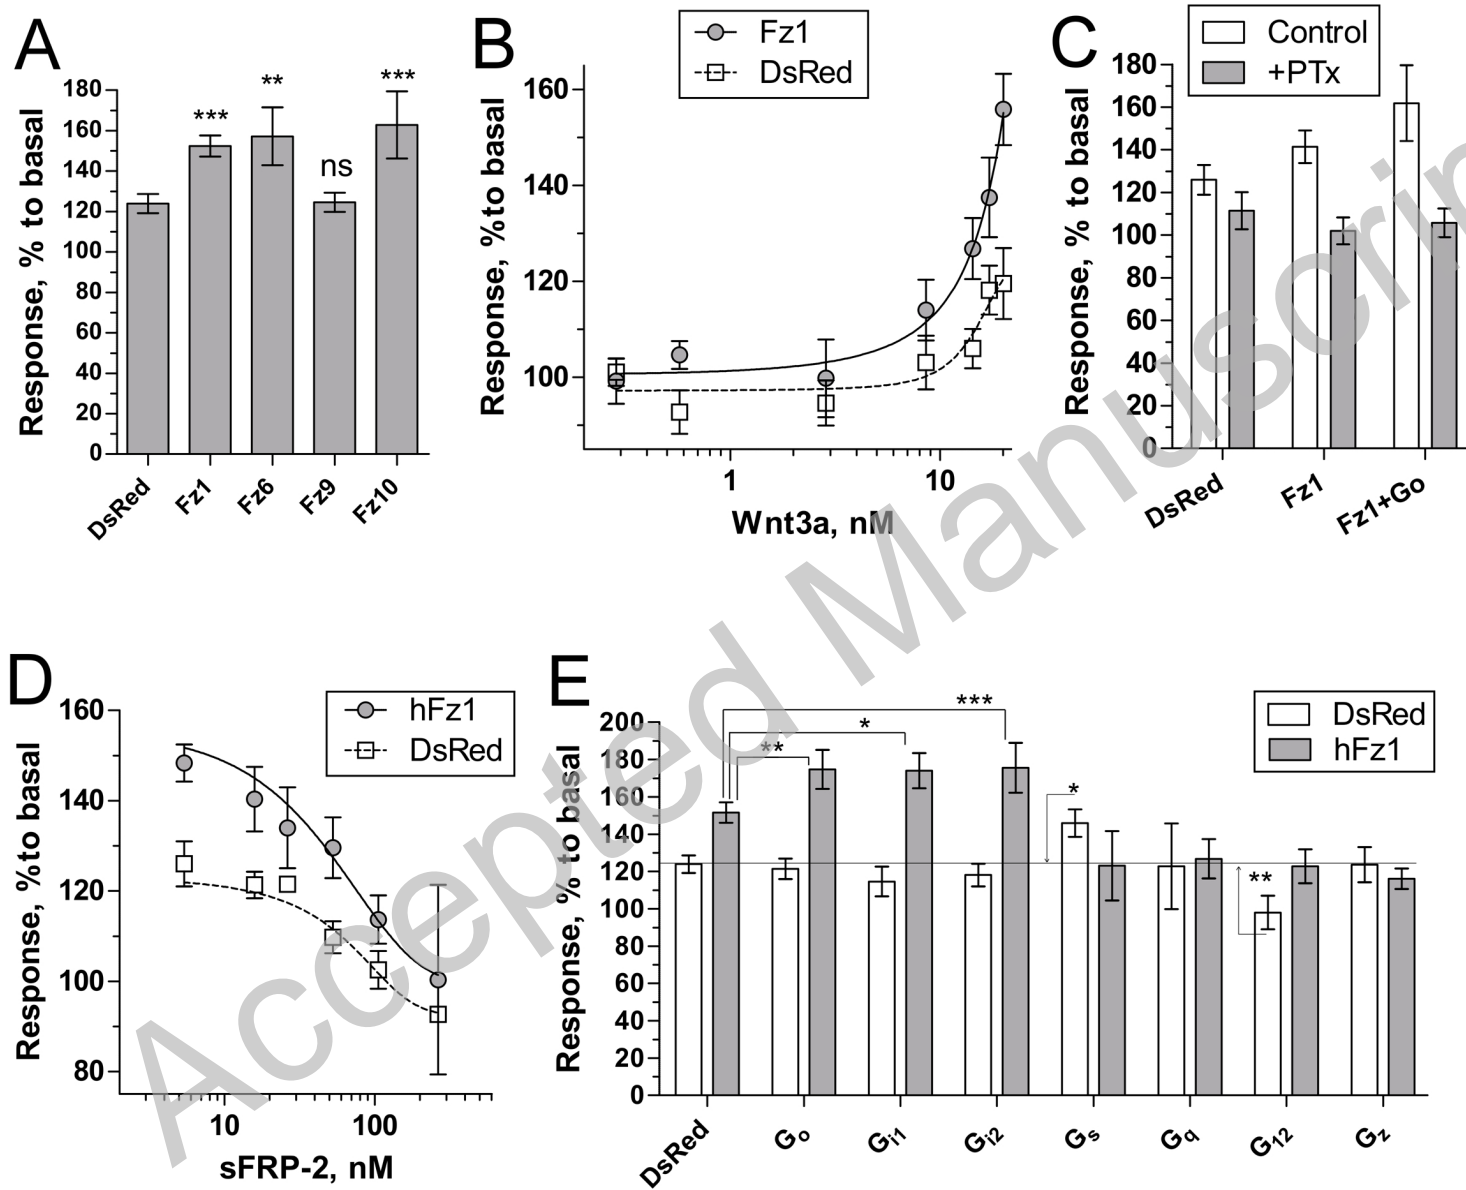 A
Response, % to basal
180
160
140
120
100
80
60
40
20
0
***
**
ns
***
DsRed
Fz1
Fz6
Fz9
Fz10
B
Fz1
DsRed
Response, %to basal
160
140
120
100
1
10
Wnt3a, nM
C
Control
+PTx
Response, % to basal
180
160
140
120
100
80
60
40
20
0
DsRed
Fz1
Fz1+Go
D
hFz1
DsRed
Response, %to basal
160
140
120
100
80
10
100
sFRP-2, nM
E
DsRed
hFz1
Response, % to basal
200
180
160
140
120
100
80
60
40
20
0
***
*
**
*
**
DsRed
Go
Gi1
Gi2
Gs
Gq
G12
Gz
Accepted Manuscrip